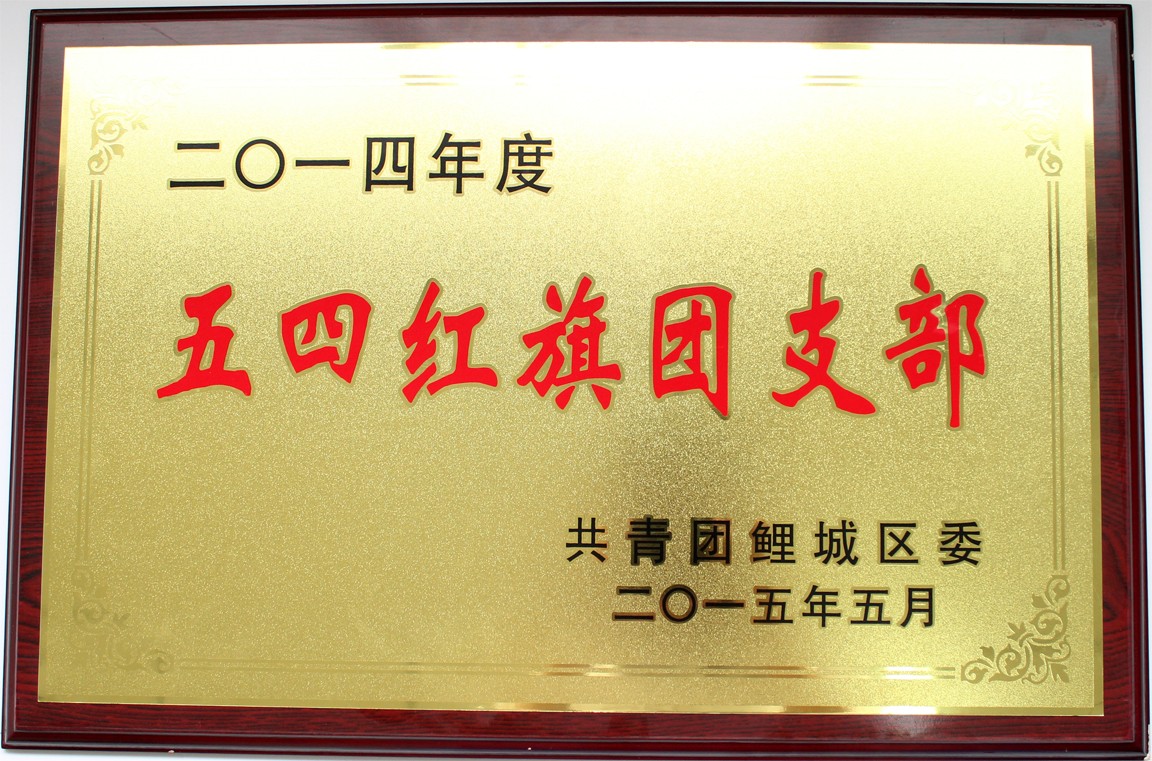 二〇一四年度
五四红旗团支部
共青团鲤城区委
二〇一五年五月